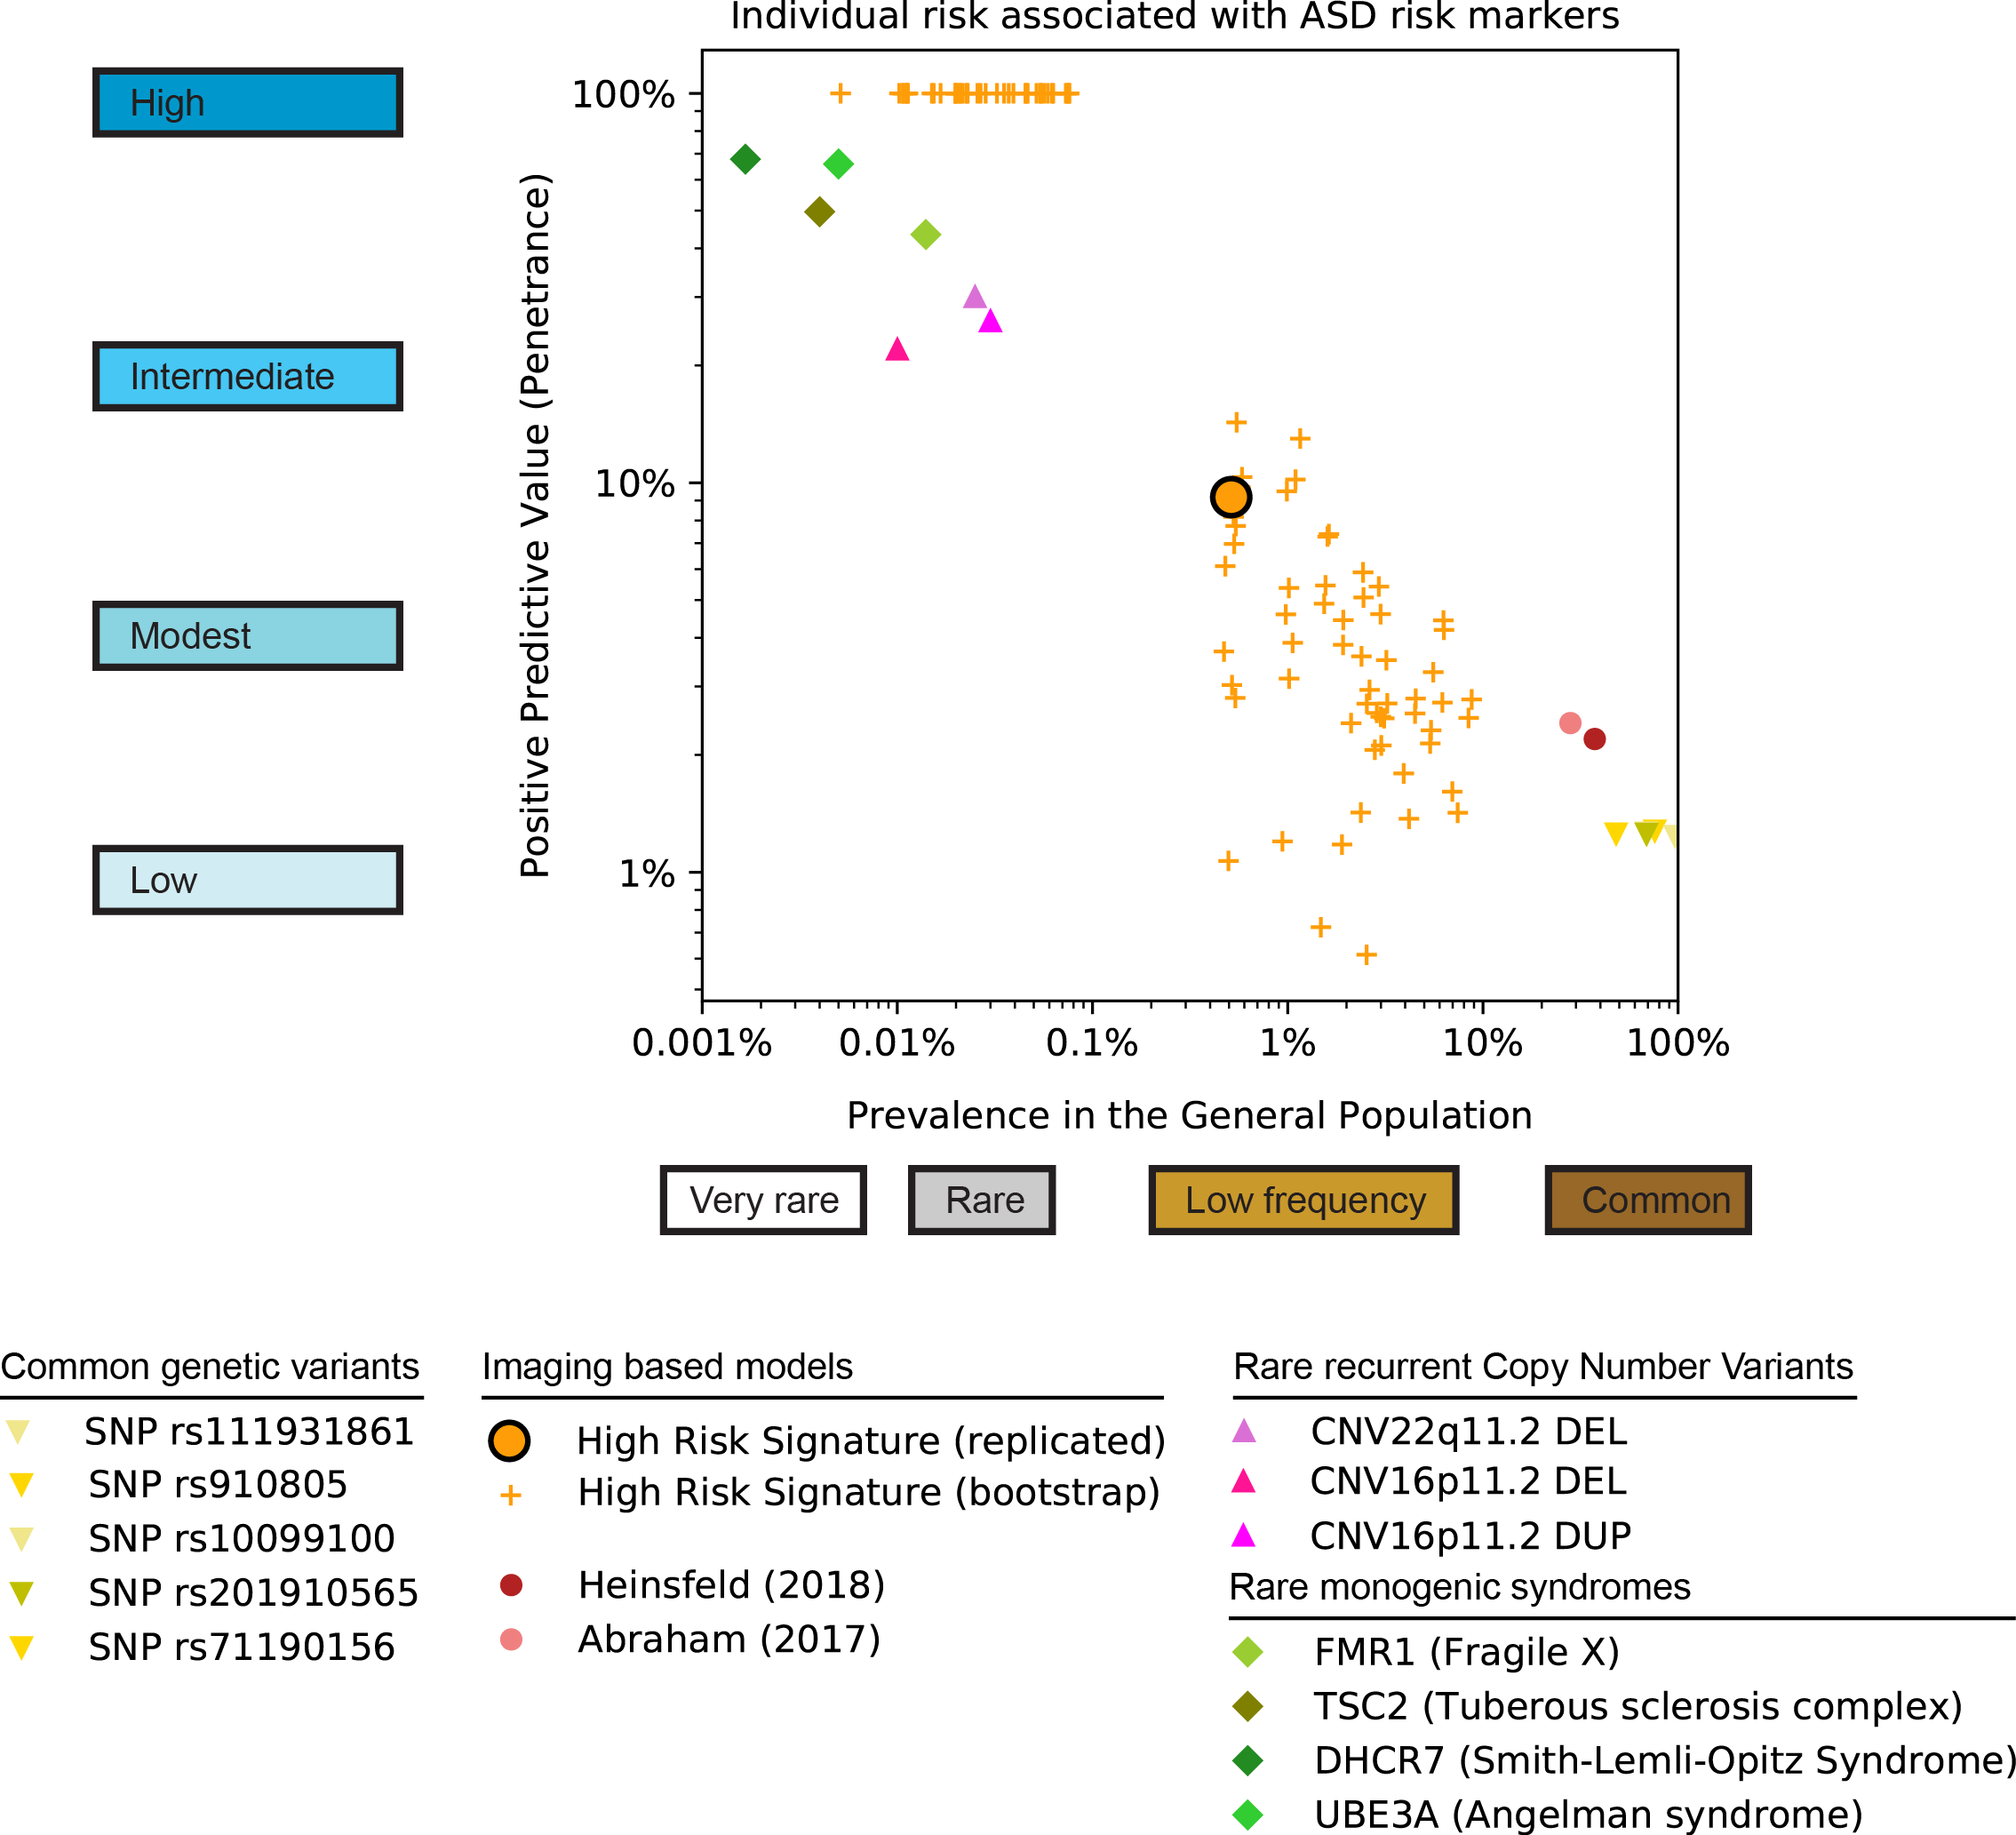 Individual risk associated with ASD risk markers
High
Intermediate
Modest
Low
Positive Predictive Value (Penetrance)
100%
10%
1%
0.001%
0.01%
0.1%
1%
10%
100%
Prevalence in the General Population
Very rare
Rare
Low frequency
Common
Common genetic variants
SNP rs111931861
SNP rs910805
SNP rs10099100
SNP rs201910565
SNP rs71190156
Imaging based models
High Risk Signature (replicated)
High Risk Signature (bootstrap)
Heinsfeld (2018)
Abraham (2017)
Rare recurrent Copy Number Variants
CNV22q11.2 DEL
CNV16p11.2 DEL
CNV16p11.2 DUP
Rare monogenic syndromes
FMR1 (Fragile X)
TSC2 (Tuberous sclerosis complex)
DHCR7 (Smith-Lemli-Opitz Syndrome)
UBE3A (Angelman syndrome)